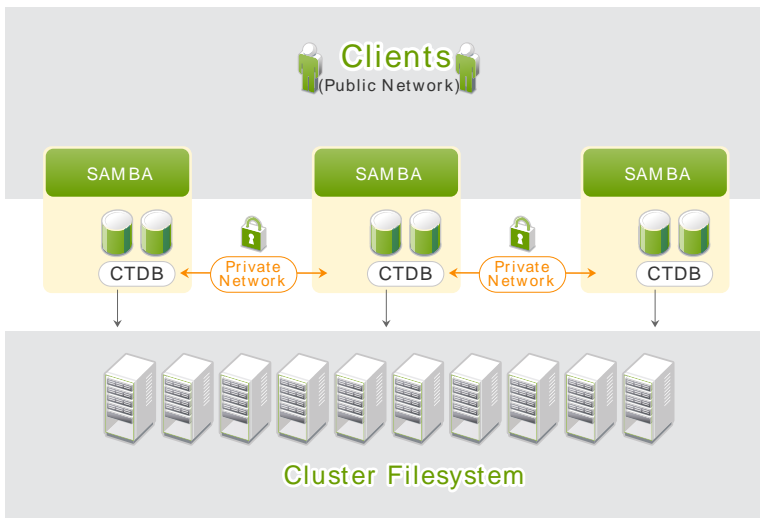 Clients
(Public Network)
SAMBA
SAMBA
SAMBA
CTDB
Private
Network
CTDB
Private
Network
CTDB
Cluster Filesystem